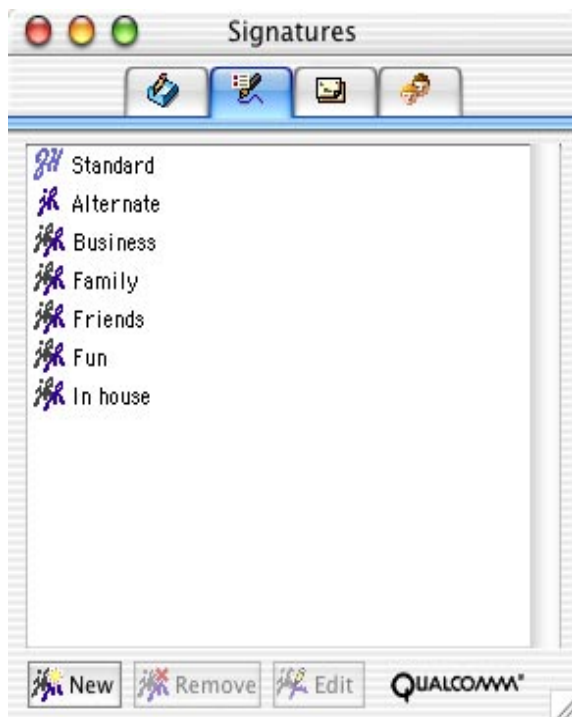 Signatures
Standard
Alternate
Business
Family
Friends
Fun
In house
New Remove Edit QUALCOMM®